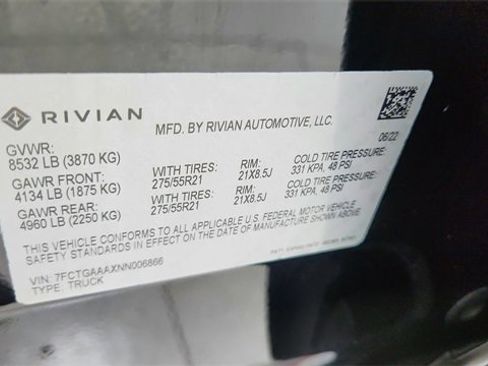 RIVIAN
MFD. BY RIVIAN AUTOMOTIVE, LLC.
06/22
GVWR:
8532 LB (3870 KG)
GAWR FRONT: WITH TIRES: RIM: COLD TIRE PRESSURE:
4134 LB (1875 KG) 275/55R21 21X8.5J 331 KPA, 48 PSI
GAWR REAR: WITH TIRES: RIM: COLD TIRE PRESSURE:
4960 LB (2250 KG) 275/55R21 21X8.5J 331 KPA, 48 PSI
THIS VEHICLE CONFORMS TO ALL APPLICABLE U.S. FEDERAL MOTOR VEHICLE
SAFETY STANDARDS IN EFFECT ON THE DATE OF MANUFACTURE SHOWN ABOVE
VIN: 7FCTGAAAXNN006866
TYPE: TRUCK